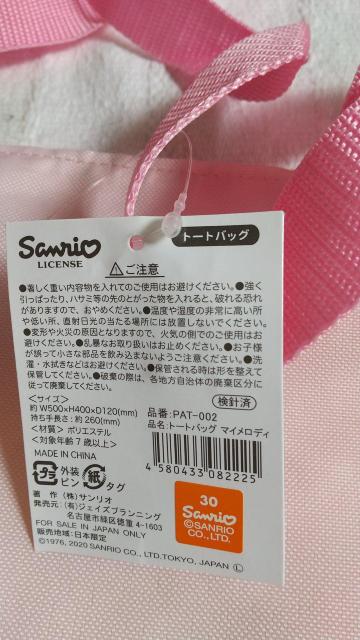 Sanrio
LICENSE
トートバッグ
⚠ご注意
●著しく重い内容物を入れてのご使用はお避けください。●強く
引っぱったり、ハサミ等の先のとがった物を入れると、破れる恐れ
がありますので、おやめください。●温度や湿度の非常に高い所
や低い所、直射日光の当たる場所には放置しないでください。
●変形や火災の原因となりますので、火気の側でのご使用はお
避けください。●乱暴なお取り扱いはお止めください。●お子様
が誤って小さな部品を飲み込まないようご注意ください。●洗
濯・水拭きなどはお避けください。●保管される時は形を整えて
保管してください。●破棄の際は、各地方自治体の廃棄区分に
従って廃棄してください。
検針済
<サイズ>
約W500×H400×D120(mm)
持ち手長さ:約260(mm)
<材質> ポリエステル
<対象年齢7歳以上>
MADE IN CHINA
品番:PAT-002
品名:トートバッグ マイメロディ
4 580433 082225
プラ
外装
ピン
紙
タグ
著作 (株)サンリオ
発売元:(有)ジェイズプランニング
名古屋市緑区徳重4-1603
FOR SALE IN JAPAN ONLY
販売地域:日本限定
©1976, 2020 SANRIO CO., LTD.TOKYO, JAPAN Ⓛ
30
Sanrio
©SANRIO
CO.,LTD.